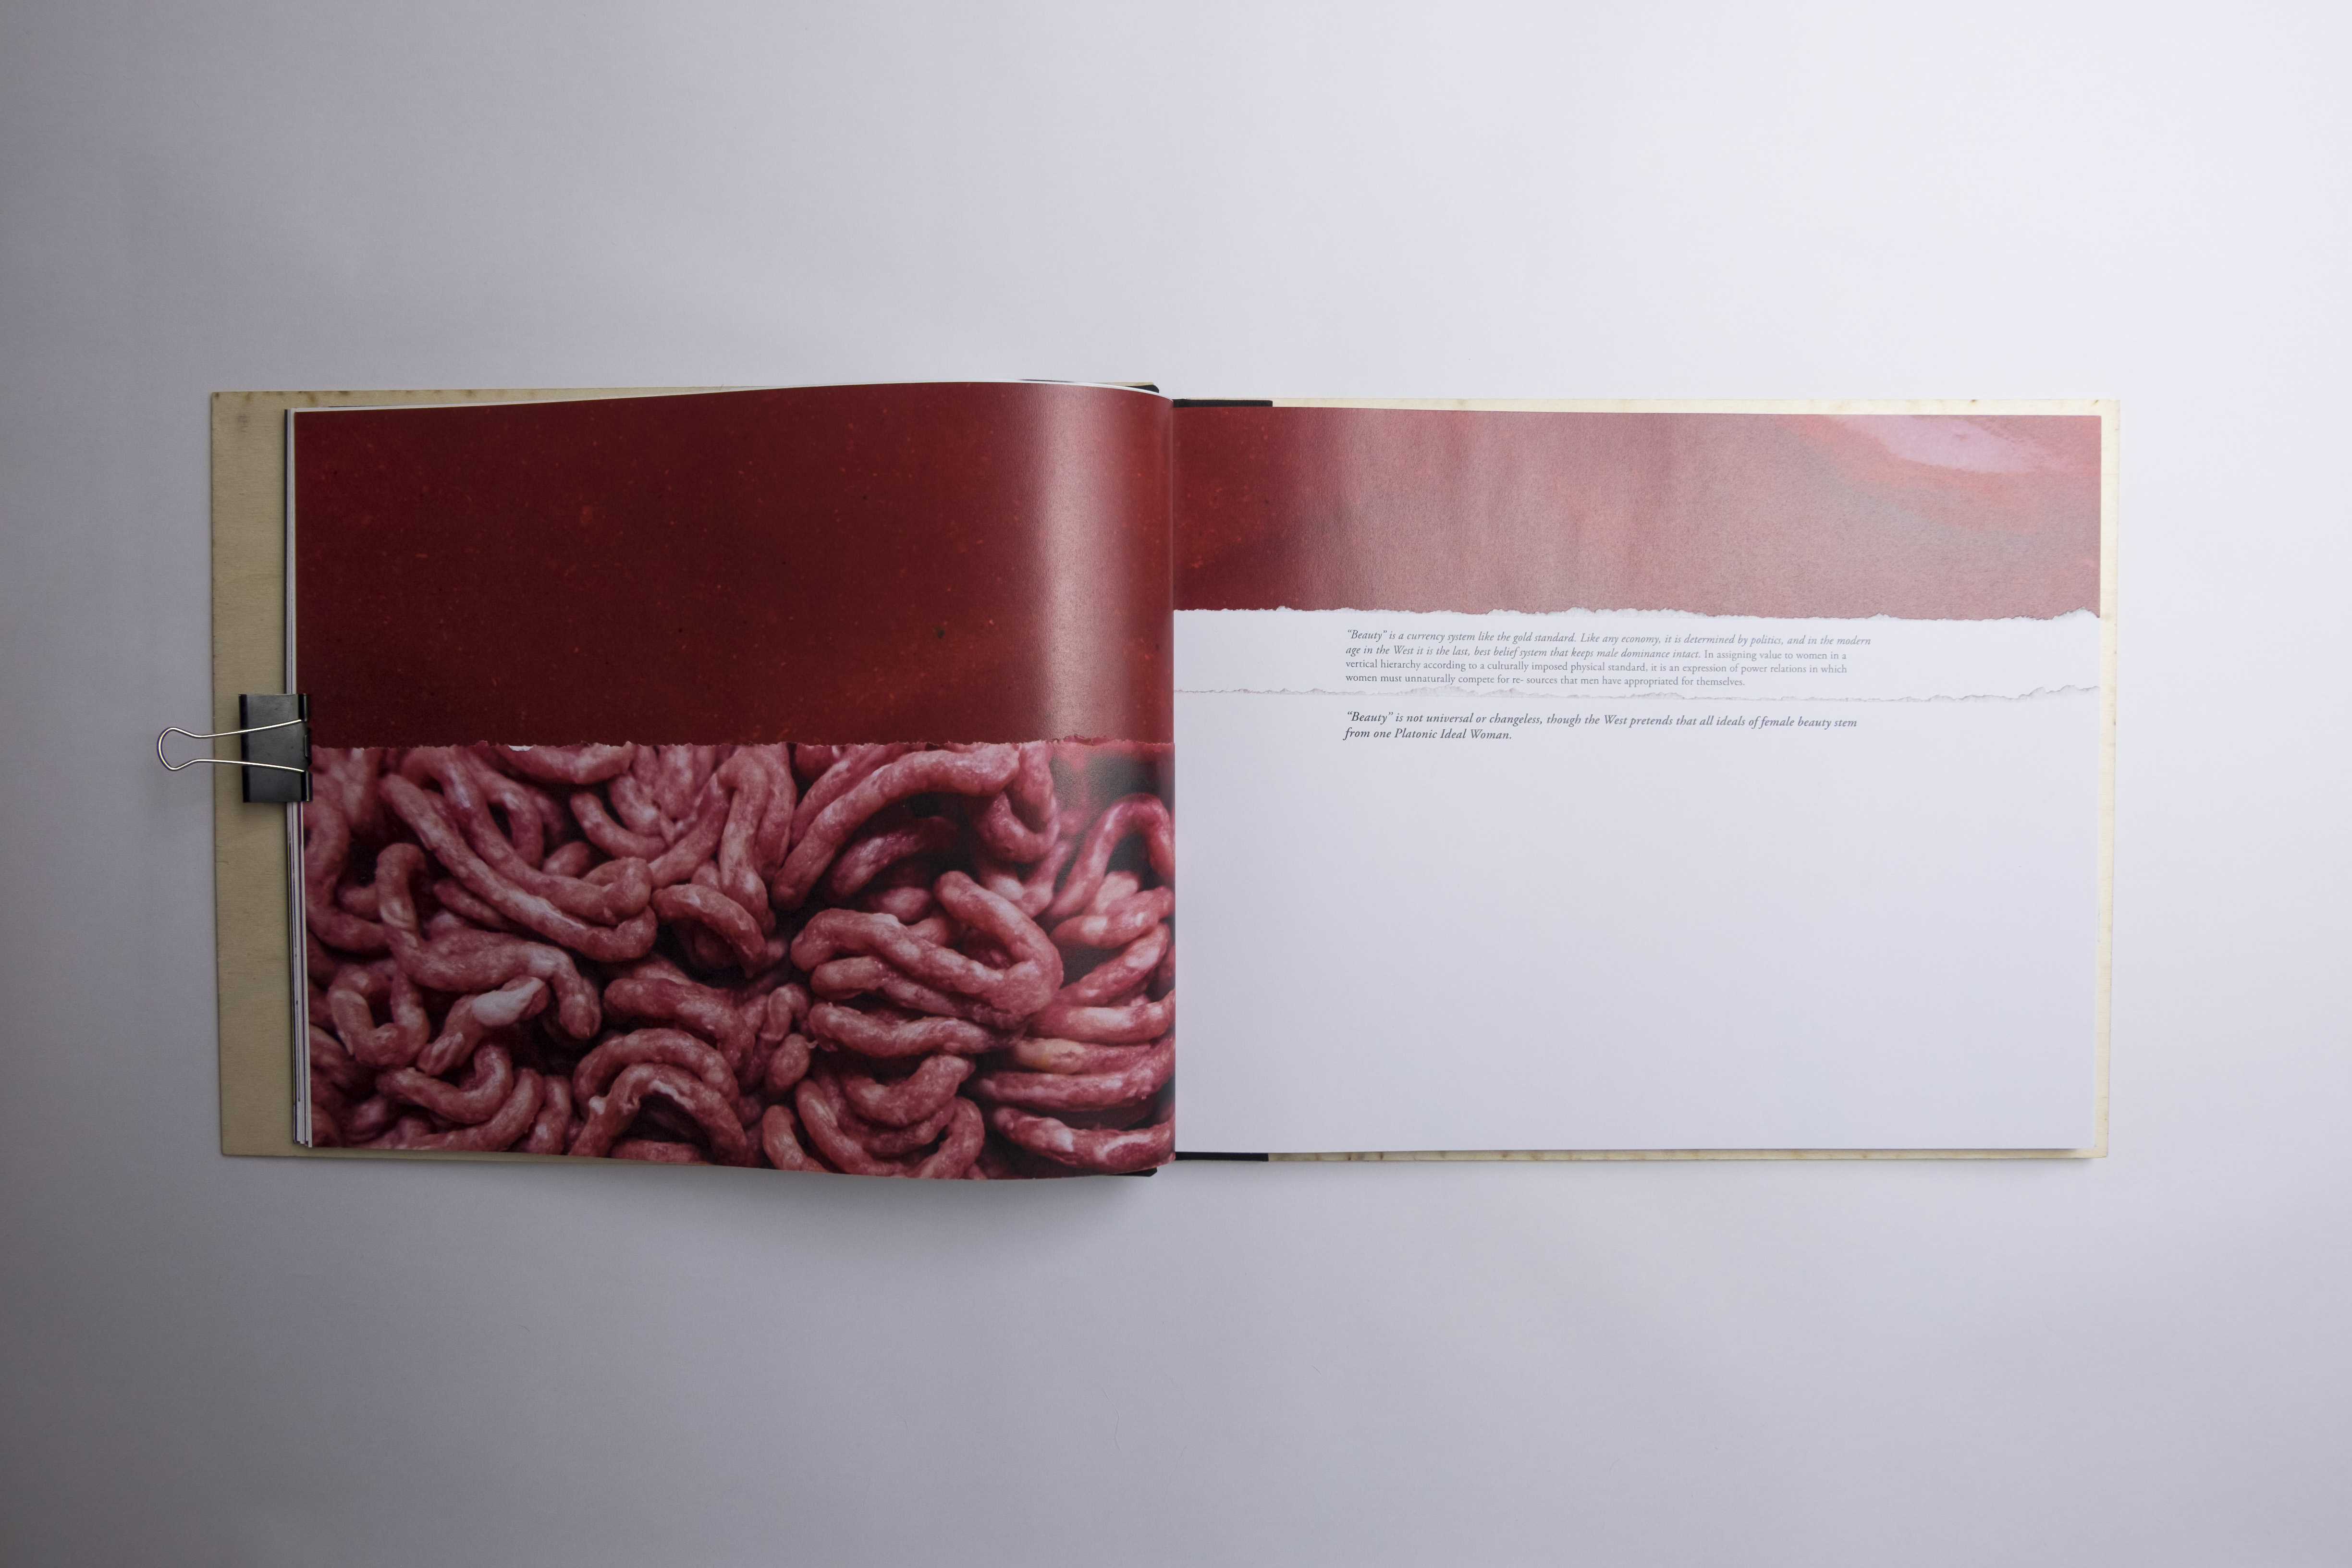 “Beauty” is a currency system like the gold standard. Like any economy, it is determined by politics, and in the modern
age in the West it is the last, best belief system that keeps male dominance intact. In assigning value to women in a
vertical hierarchy according to a culturally imposed physical standard, it is an expression of power relations in which
women must unnaturally compete for re- sources that men have appropriated for themselves.
“Beauty” is not universal or changeless, though the West pretends that all ideals of female beauty stem
from one Platonic Ideal Woman.